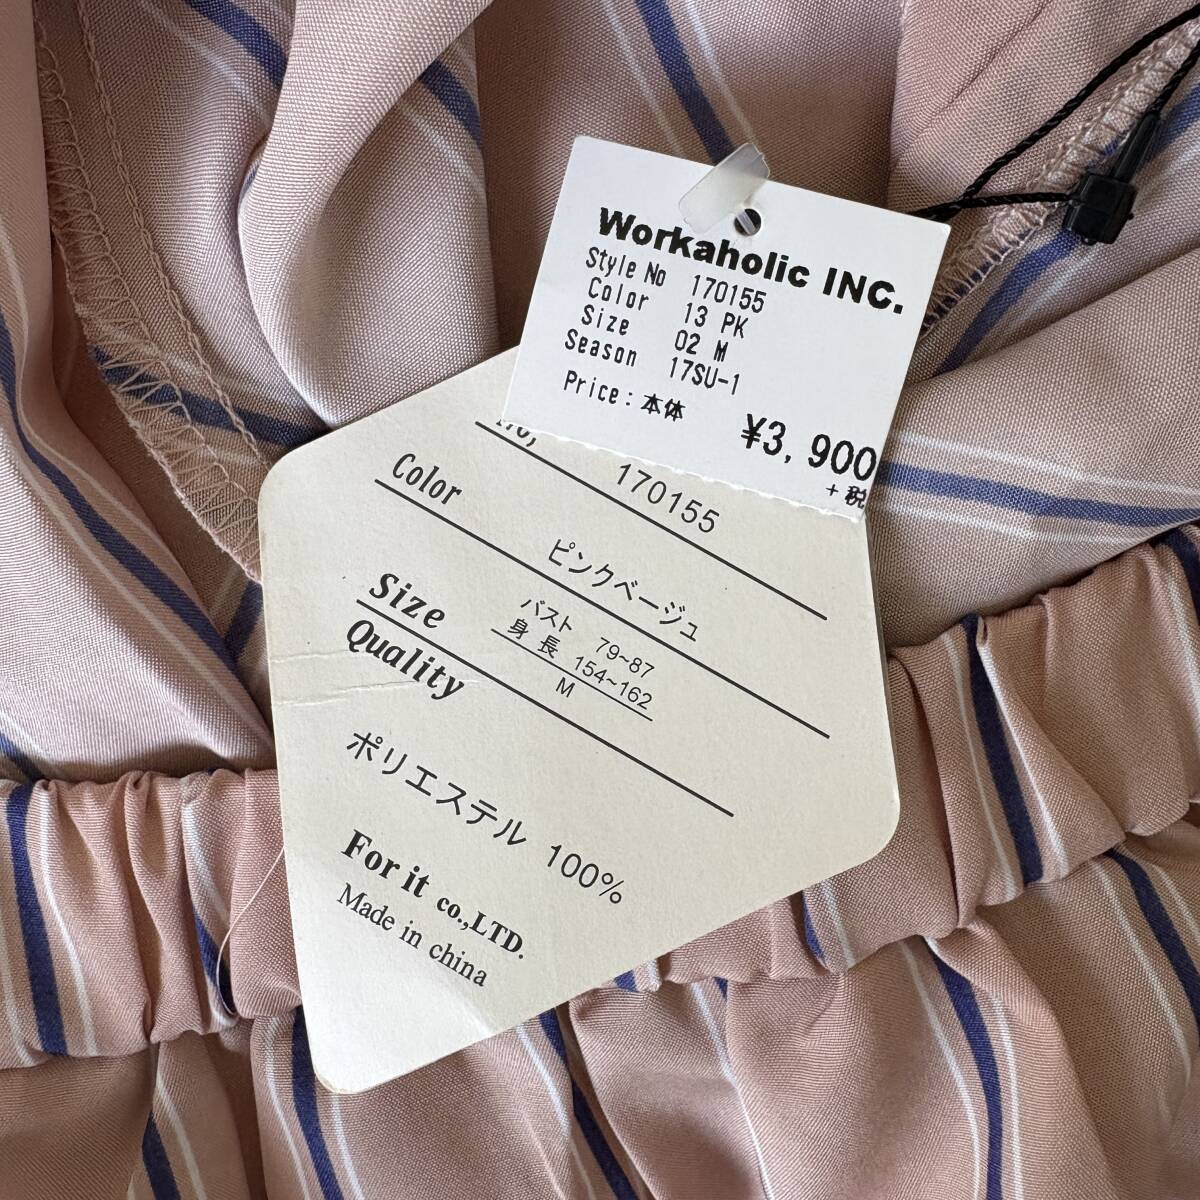 Workaholic INC.
Style No 170155
Color 13 PK
Size 02 M
Season 17SU-1
Price:本体
¥3,900
+税
170155
Color ピンクベージュ
Size バスト 79~87
身長 154~162
M
Quality
ポリエステル 100%
For it co.,LTD.
Made in china